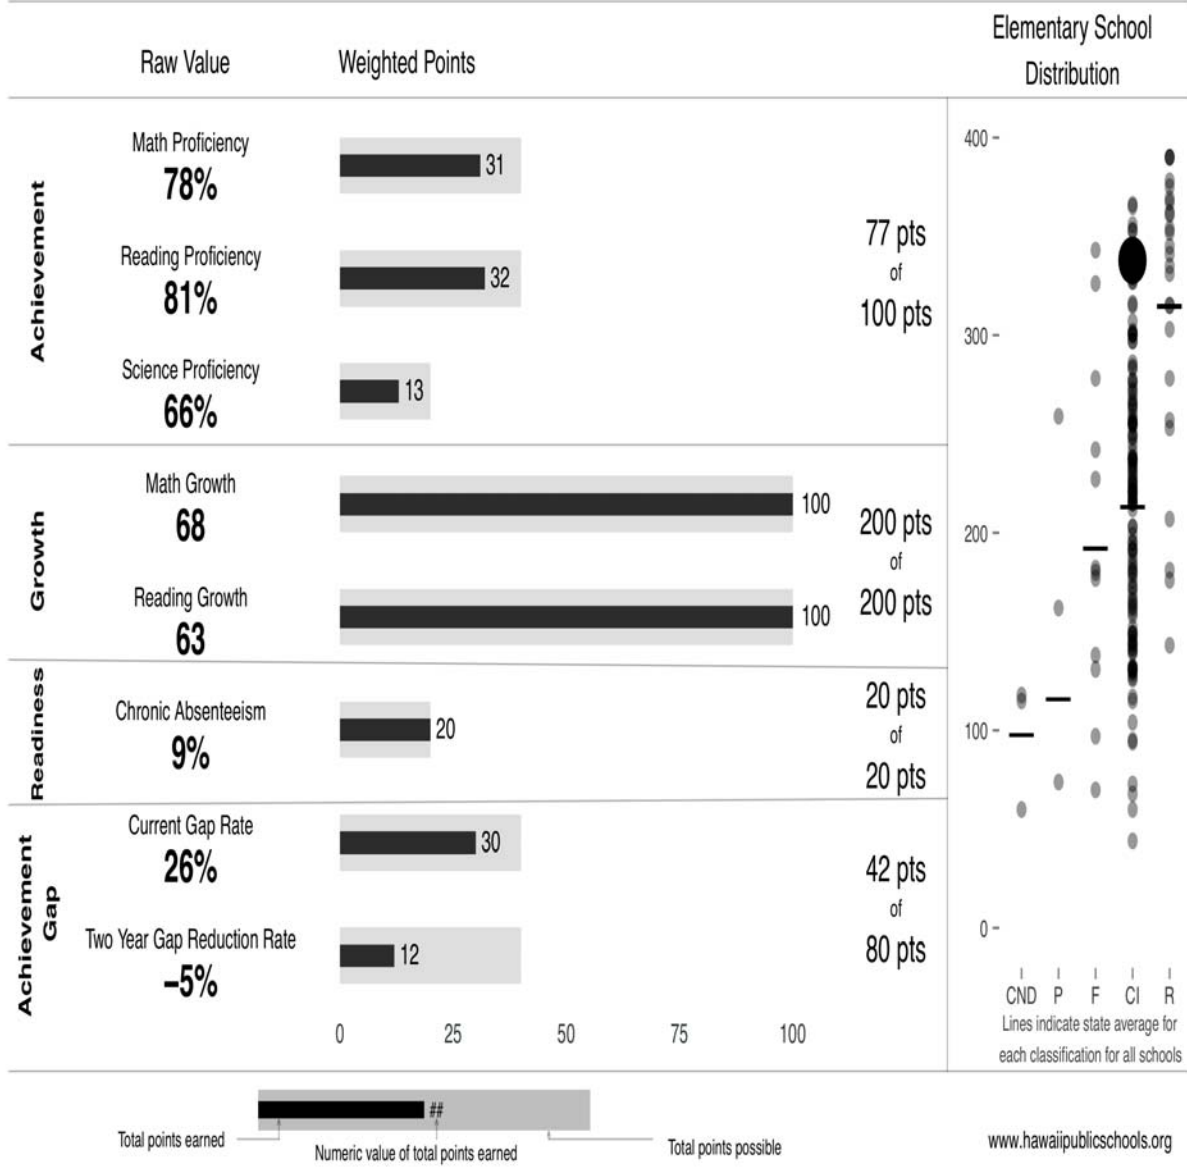 Raw Value
Weighted Points
Elementary School
Distribution
Achievement
Math Proficiency
78%
31
Reading Proficiency
81%
32
Science Proficiency
66%
13
77 pts
of
100 pts
Growth
Math Growth
68
100
Reading Growth
63
100
200 pts
of
200 pts
Readiness
Chronic Absenteeism
9%
20
20 pts
of
20 pts
Achievement
Gap
Current Gap Rate
26%
30
Two Year Gap Reduction Rate
–5%
12
42 pts
of
80 pts
0 25 50 75 100
400
300
200
100
0
CND P F CI R
Lines indicate state average for
each classification for all schools
##
Total points earned
Numeric value of total points earned
Total points possible
www.hawaiipublicschools.org